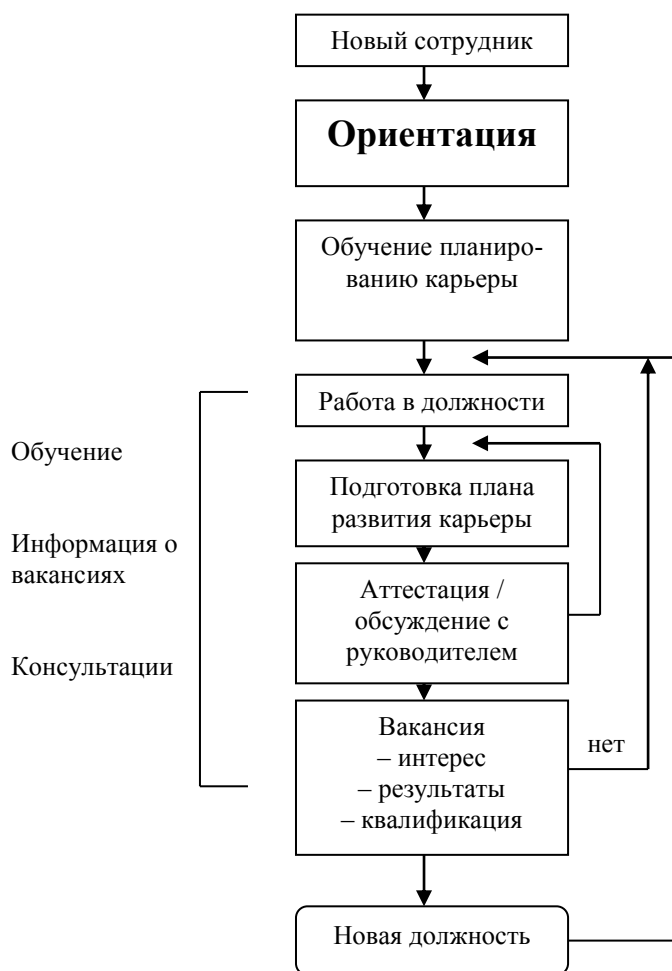 Новый сотрудник
Ориентация
Обучение планиро-
ванию карьеры
Работа в должности
Обучение
Подготовка плана
развития карьеры
Информация о
вакансиях
Аттестация /
обсуждение с
руководителем
Консультации
Вакансия
– интерес
– результаты
– квалификация
нет
Новая должность